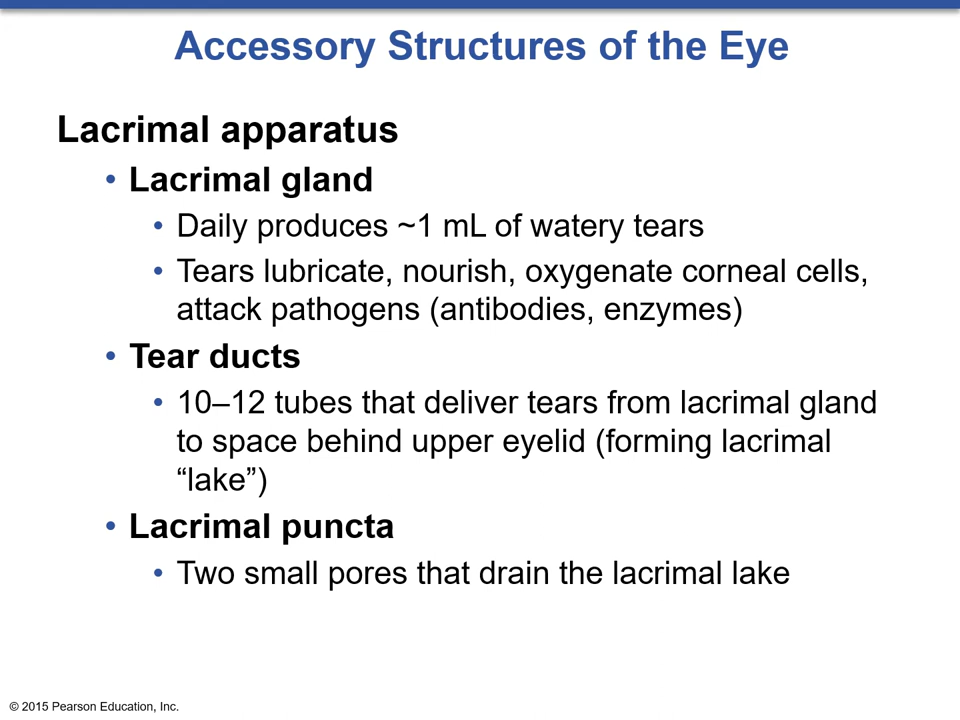 Accessory Structures of the Eye
Lacrimal apparatus
• Lacrimal gland
• Daily produces ~1 mL of watery tears
• Tears lubricate, nourish, oxygenate corneal cells,
attack pathogens (antibodies, enzymes)
• Tear ducts
• 10–12 tubes that deliver tears from lacrimal gland
to space behind upper eyelid (forming lacrimal
“lake”)
• Lacrimal puncta
• Two small pores that drain the lacrimal lake
© 2015 Pearson Education, Inc.